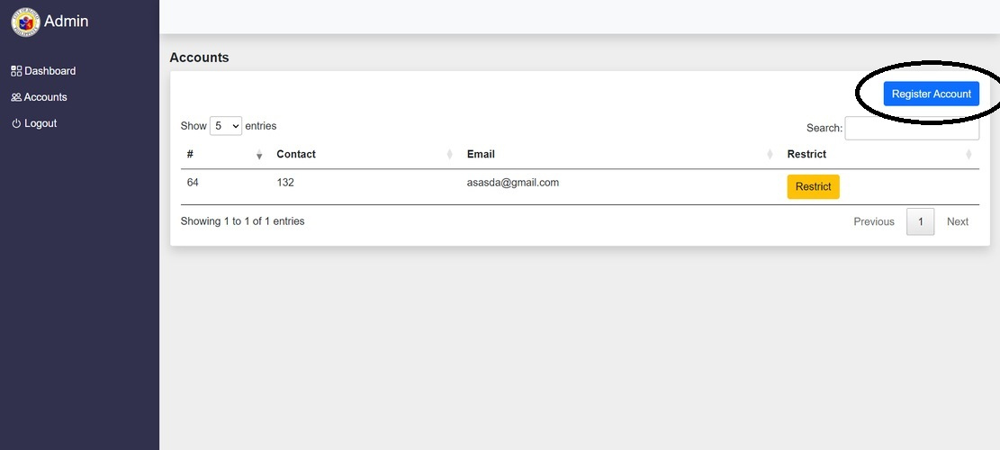 Admin
Dashboard
Accounts
Logout
Accounts
Register Account
Show 5 entries
Search:
# Contact Email Restrict
64 132 asasda@gmail.com Restrict
Showing 1 to 1 of 1 entries
Previous 1 Next